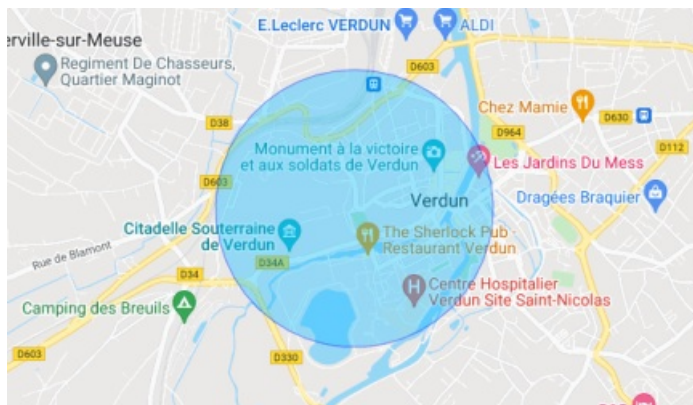 E.Leclerc VERDUN
ALDI
erville-sur-Meuse
Regiment De Chasseurs,
Quartier Maginot
D603
Chez Mamie
D630
D38
D964
D112
Monument à la victoire
et aux soldats de Verdun
Les Jardins Du Mess
D603
Verdun
Dragées Braquier
Citadelle Souterraine
de Verdun
The Sherlock Pub -
Restaurant Verdun
Rue de Blamont
D34A
D34
Centre Hospitalier
Verdun Site Saint-Nicolas
H
Camping des Breuils
D603
D330